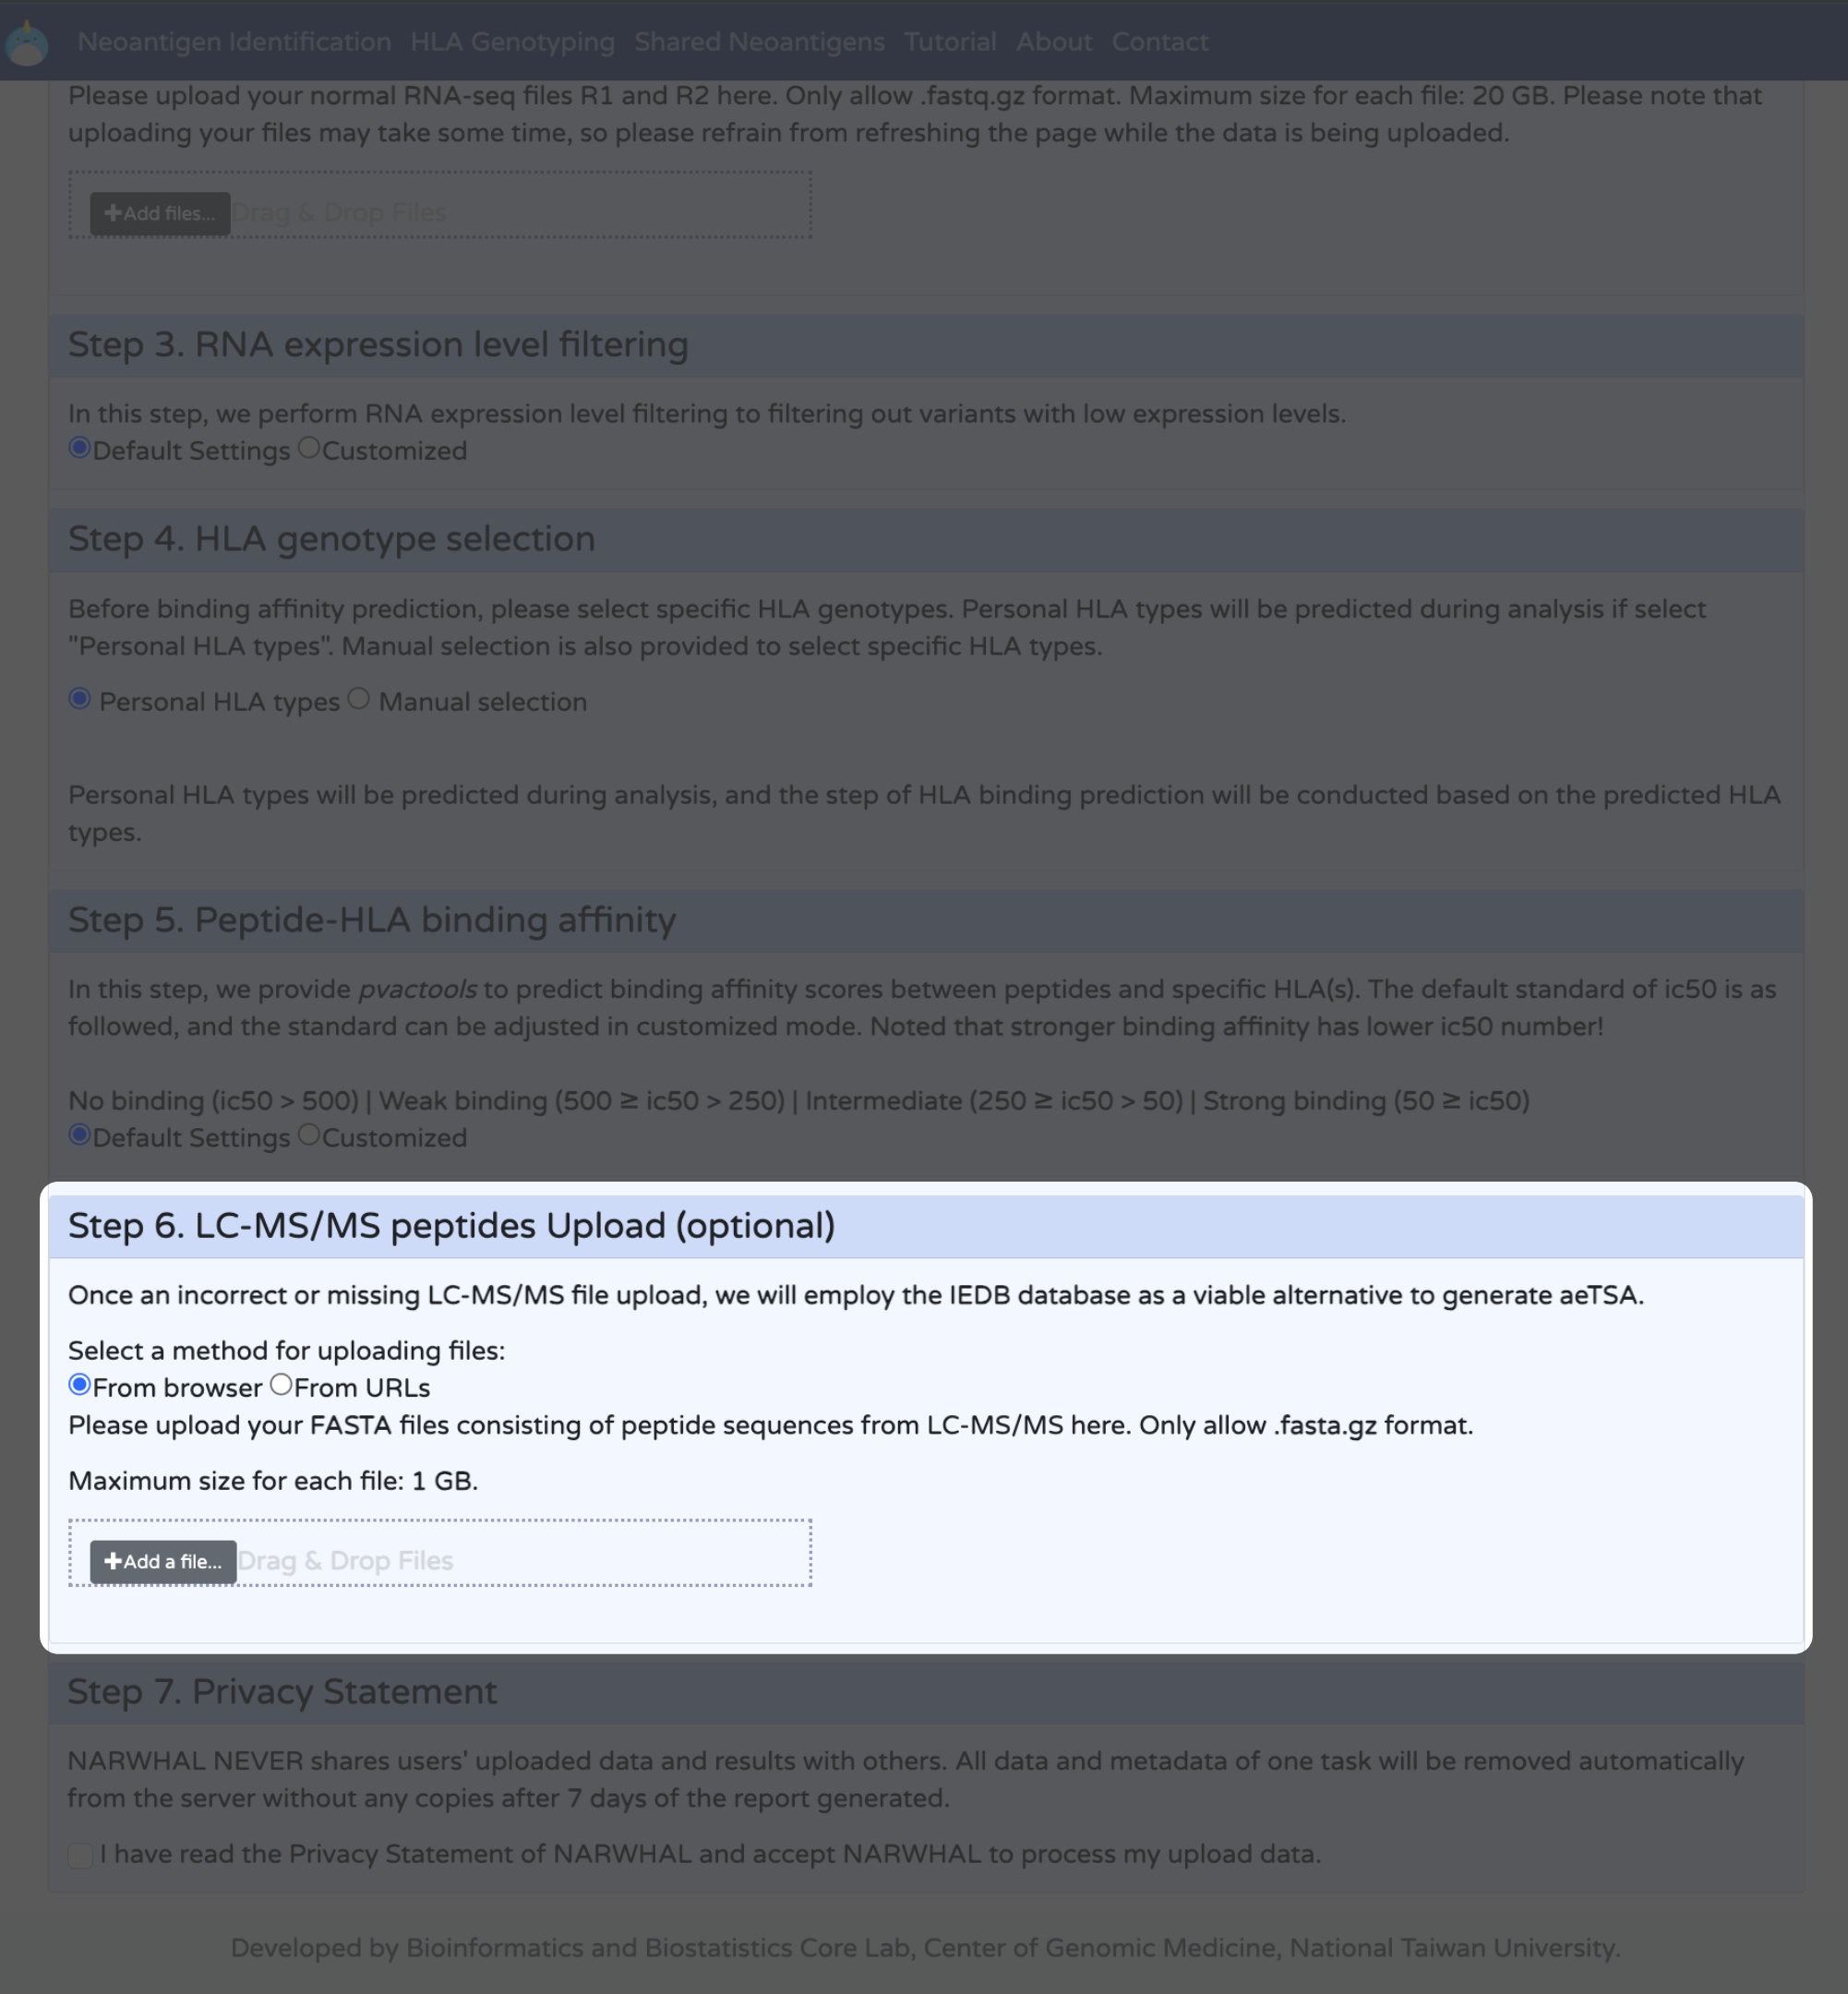 Neoantigen Identification HLA Genotyping Shared Neoantigens Tutorial About Contact
Please upload your normal RNA-seq files R1 and R2 here. Only allow .fastq.gz format. Maximum size for each file: 20 GB. Please note that
uploading your files may take some time, so please refrain from refreshing the page while the data is being uploaded.
+Add files... Drag & Drop Files
Step 3. RNA expression level filtering
In this step, we perform RNA expression level filtering to filtering out variants with low expression levels.
Default Settings Customized
Step 4. HLA genotype selection
Before binding affinity prediction, please select specific HLA genotypes. Personal HLA types will be predicted during analysis if select
"Personal HLA types". Manual selection is also provided to select specific HLA types.
Personal HLA types Manual selection
Personal HLA types will be predicted during analysis, and the step of HLA binding prediction will be conducted based on the predicted HLA
types.
Step 5. Peptide-HLA binding affinity
In this step, we provide pvactools to predict binding affinity scores between peptides and specific HLA(s). The default standard of ic50 is as
followed, and the standard can be adjusted in customized mode. Noted that stronger binding affinity has lower ic50 number!
No binding (ic50 > 500) | Weak binding (500 ≥ ic50 > 250) | Intermediate (250 ≥ ic50 > 50) | Strong binding (50 ≥ ic50)
Default Settings Customized
Step 6. LC-MS/MS peptides Upload (optional)
Once an incorrect or missing LC-MS/MS file upload, we will employ the IEDB database as a viable alternative to generate aeTSA.
Select a method for uploading files:
From browser From URLs
Please upload your FASTA files consisting of peptide sequences from LC-MS/MS here. Only allow .fasta.gz format.
Maximum size for each file: 1 GB.
+Add a file... Drag & Drop Files
Step 7. Privacy Statement
NARWHAL NEVER shares users' uploaded data and results with others. All data and metadata of one task will be removed automatically
from the server without any copies after 7 days of the report generated.
I have read the Privacy Statement of NARWHAL and accept NARWHAL to process my upload data.
Developed by Bioinformatics and Biostatistics Core Lab, Center of Genomic Medicine, National Taiwan University.